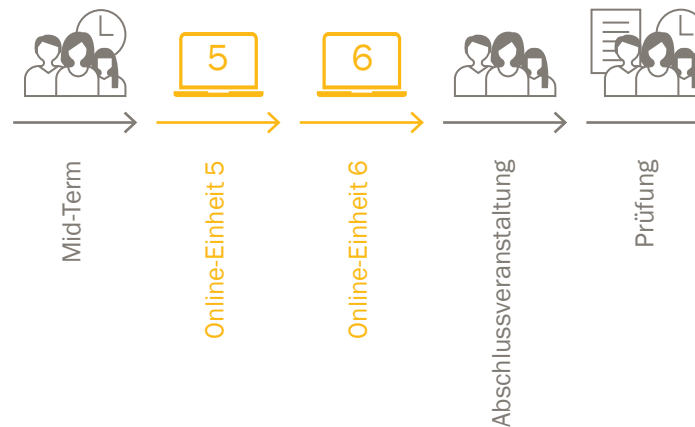 5
6
Mid-Term
Online-Einheit 5
Online-Einheit 6
Abschlussveranstaltung
Prüfung